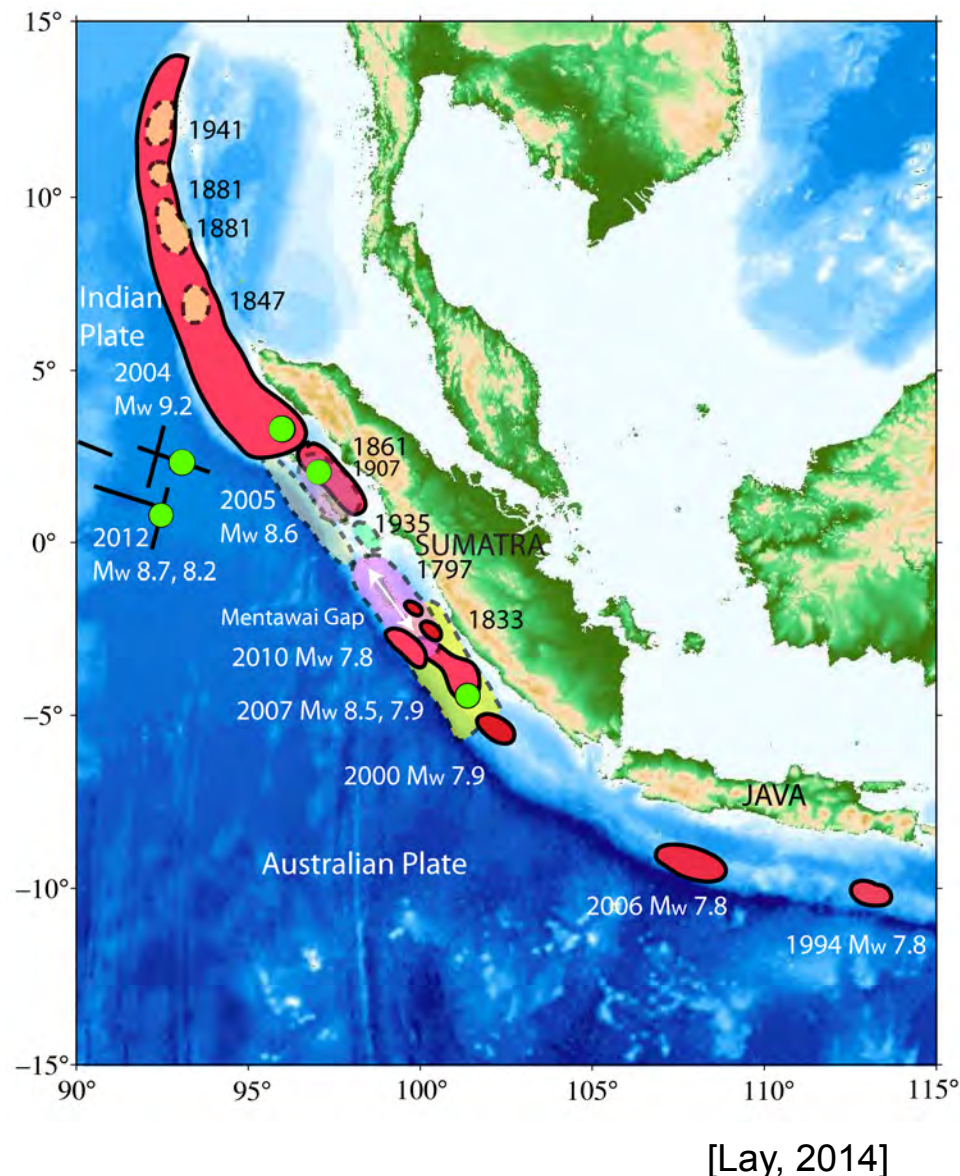 15°
10°
5°
0°
−5°
−10°
−15°
90°
95°
100°
105°
110°
115°
1941
1881
1881
1847
Indian
Plate
2004
Mw 9.2
1861
1907
2005
Mw 8.6
1935
SUMATRA
1797
2012
Mw 8.7, 8.2
Mentawai Gap
1833
2010 Mw 7.8
2007 Mw 8.5, 7.9
2000 Mw 7.9
JAVA
Australian Plate
2006 Mw 7.8
1994 Mw 7.8
[Lay, 2014]